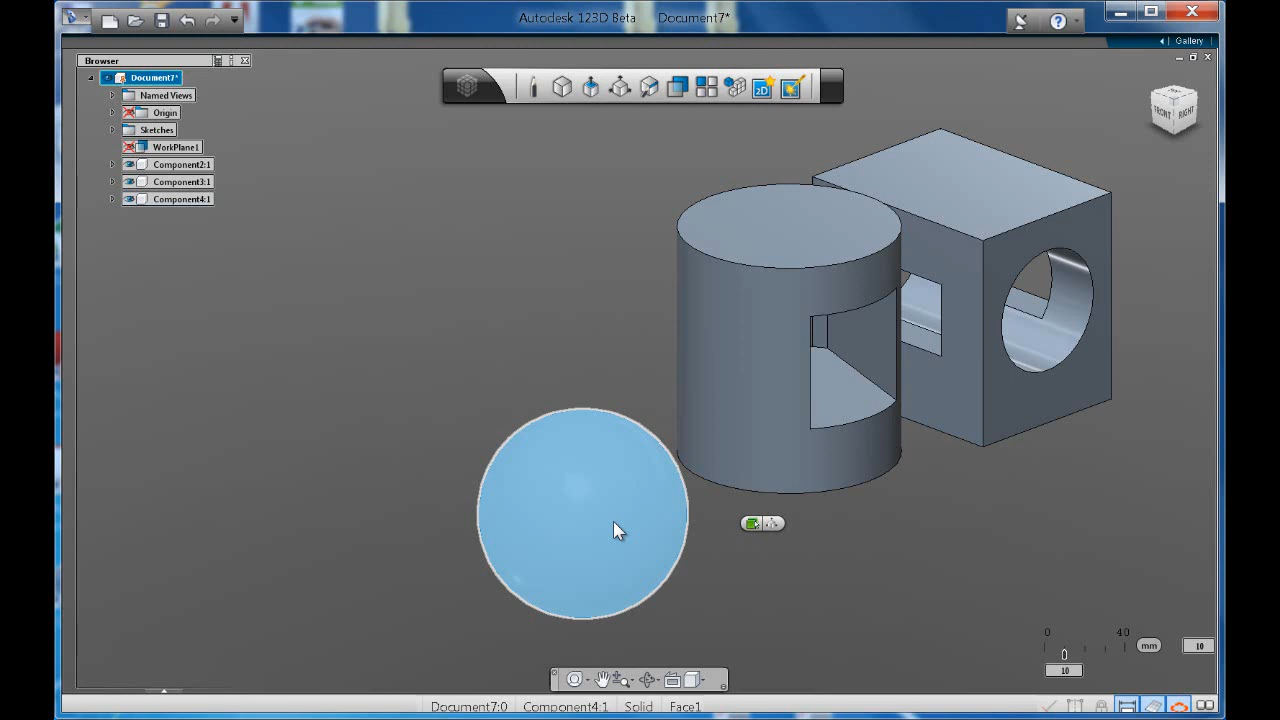 Autodesk 123D Beta Document7*
Gallery
Browser
Document7*
Named Views
Origin
Sketches
WorkPlane1
Component2:1
Component3:1
Component4:1
2D
FRONT RIGHT
0 40
mm 10
10
Document7:0 Component4:1 Solid Face1